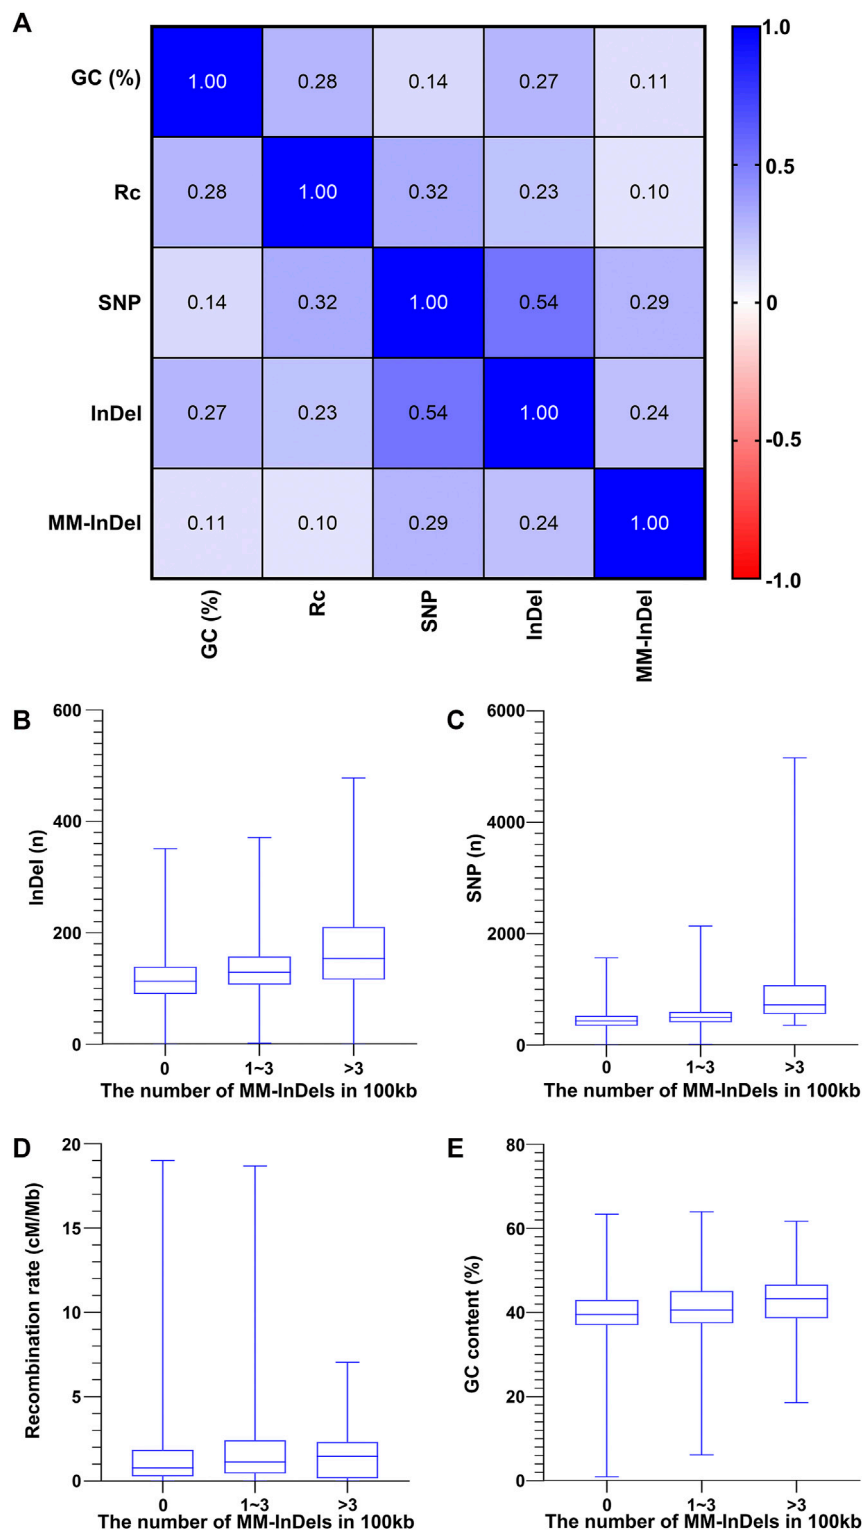 A
GC (%) 1.00 0.28 0.14 0.27 0.11
Rc 0.28 1.00 0.32 0.23 0.10
SNP 0.14 0.32 1.00 0.54 0.29
InDel 0.27 0.23 0.54 1.00 0.24
MM-InDel 0.11 0.10 0.29 0.24 1.00
GC (%) Rc SNP InDel MM-InDel
1.0
0.5
0
-0.5
-1.0
B
InDel (n)
600
400
200
0
0 1~3 >3
The number of MM-InDels in 100kb
C
SNP (n)
6000
4000
2000
0
0 1~3 >3
The number of MM-InDels in 100kb
D
Recombination rate (cM/Mb)
20
15
10
5
0
0 1~3 >3
The number of MM-InDels in 100kb
E
GC content (%)
80
60
40
20
0
0 1~3 >3
The number of MM-InDels in 100kb